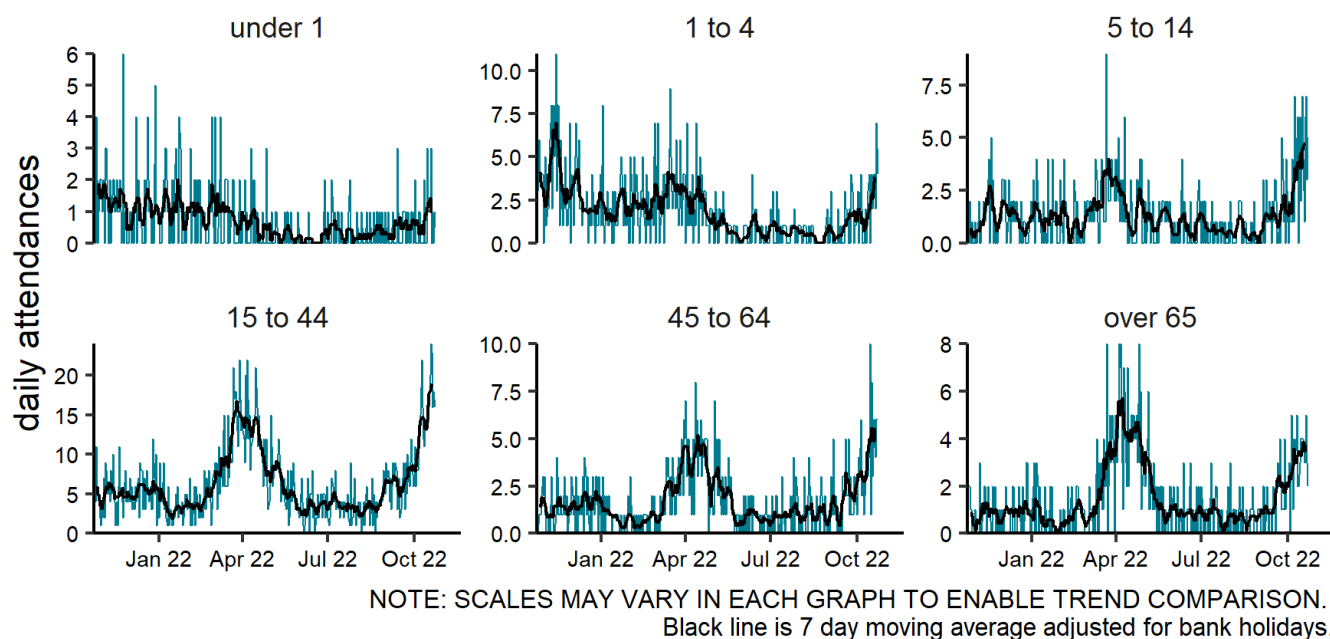 under 1
1 to 4
5 to 14
6
5
4
3
2
1
0
10.0
7.5
5.0
2.5
0.0
7.5
5.0
2.5
0.0
daily attendances
15 to 44
45 to 64
over 65
20
15
10
5
0
10.0
7.5
5.0
2.5
0.0
8
6
4
2
0
Jan 22 Apr 22 Jul 22 Oct 22
Jan 22 Apr 22 Jul 22 Oct 22
Jan 22 Apr 22 Jul 22 Oct 22
NOTE: SCALES MAY VARY IN EACH GRAPH TO ENABLE TREND COMPARISON.
Black line is 7 day moving average adjusted for bank holidays